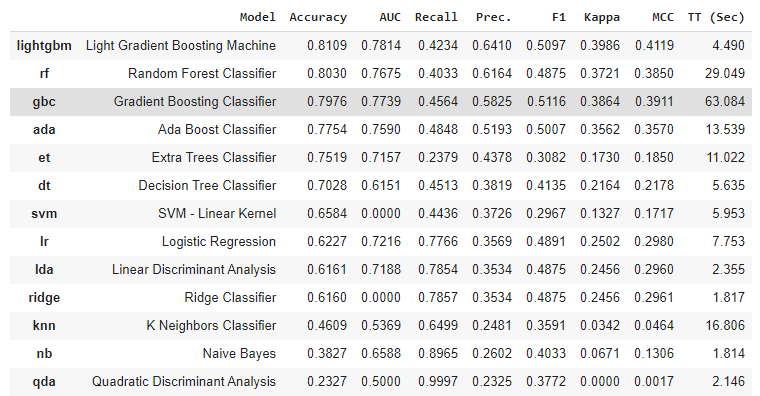 Model Accuracy AUC Recall Prec. F1 Kappa MCC TT (Sec)
lightgbm Light Gradient Boosting Machine 0.8109 0.7814 0.4234 0.6410 0.5097 0.3986 0.4119 4.490
rf Random Forest Classifier 0.8030 0.7675 0.4033 0.6164 0.4875 0.3721 0.3850 29.049
gbc Gradient Boosting Classifier 0.7976 0.7739 0.4564 0.5825 0.5116 0.3864 0.3911 63.084
ada Ada Boost Classifier 0.7754 0.7590 0.4848 0.5193 0.5007 0.3562 0.3570 13.539
et Extra Trees Classifier 0.7519 0.7157 0.2379 0.4378 0.3082 0.1730 0.1850 11.022
dt Decision Tree Classifier 0.7028 0.6151 0.4513 0.3819 0.4135 0.2164 0.2178 5.635
svm SVM - Linear Kernel 0.6584 0.0000 0.4436 0.3726 0.2967 0.1327 0.1717 5.953
lr Logistic Regression 0.6227 0.7216 0.7766 0.3569 0.4891 0.2502 0.2980 7.753
lda Linear Discriminant Analysis 0.6161 0.7188 0.7854 0.3534 0.4875 0.2456 0.2960 2.355
ridge Ridge Classifier 0.6160 0.0000 0.7857 0.3534 0.4875 0.2456 0.2961 1.817
knn K Neighbors Classifier 0.4609 0.5369 0.6499 0.2481 0.3591 0.0342 0.0464 16.806
nb Naive Bayes 0.3827 0.6588 0.8965 0.2602 0.4033 0.0671 0.1306 1.814
qda Quadratic Discriminant Analysis 0.2327 0.5000 0.9997 0.2325 0.3772 0.0000 0.0017 2.146